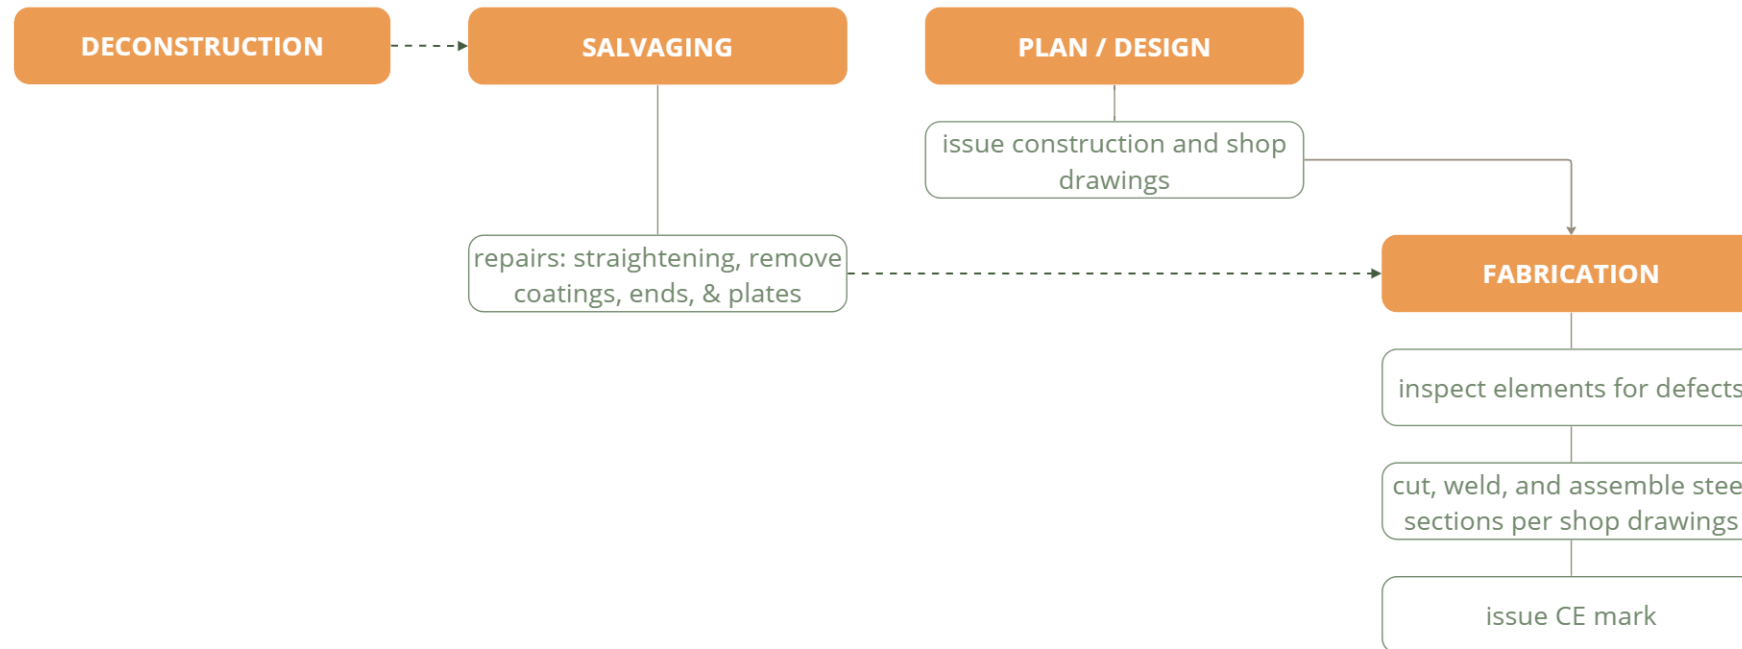 DECONSTRUCTION
SALVAGING
PLAN / DESIGN
issue construction and shop
drawings
repairs: straightening, remove
coatings, ends, & plates
FABRICATION
inspect elements for defects
cut, weld, and assemble stee
sections per shop drawings
issue CE mark